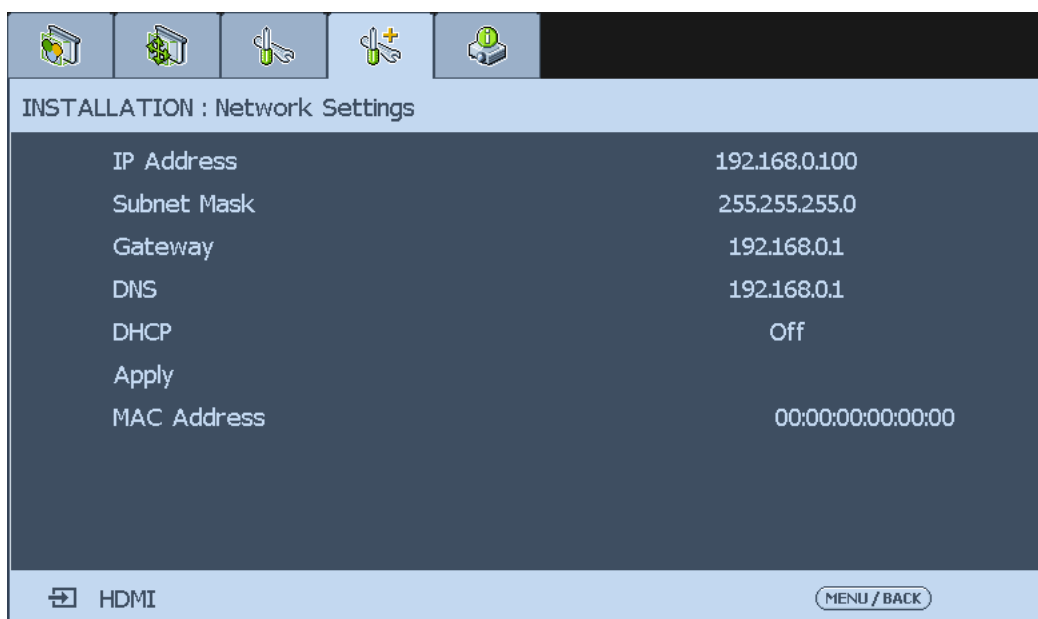 INSTALLATION : Network Settings
IP Address 192.168.0.100
Subnet Mask 255.255.255.0
Gateway 192.168.0.1
DNS 192.168.0.1
DHCP Off
Apply
MAC Address 00:00:00:00:00:00
HDMI MENU / BACK